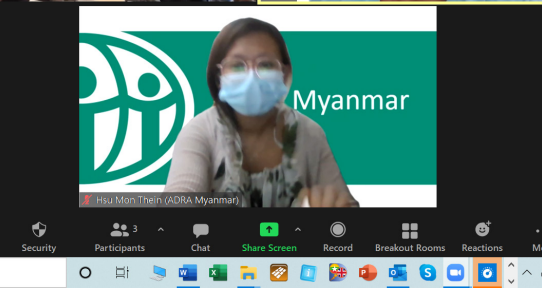 Myanmar
Hsu Mon Thein (ADRA Myanmar)
3
Security
Participants
Chat
Share Screen
Record
Breakout Rooms
Reactions